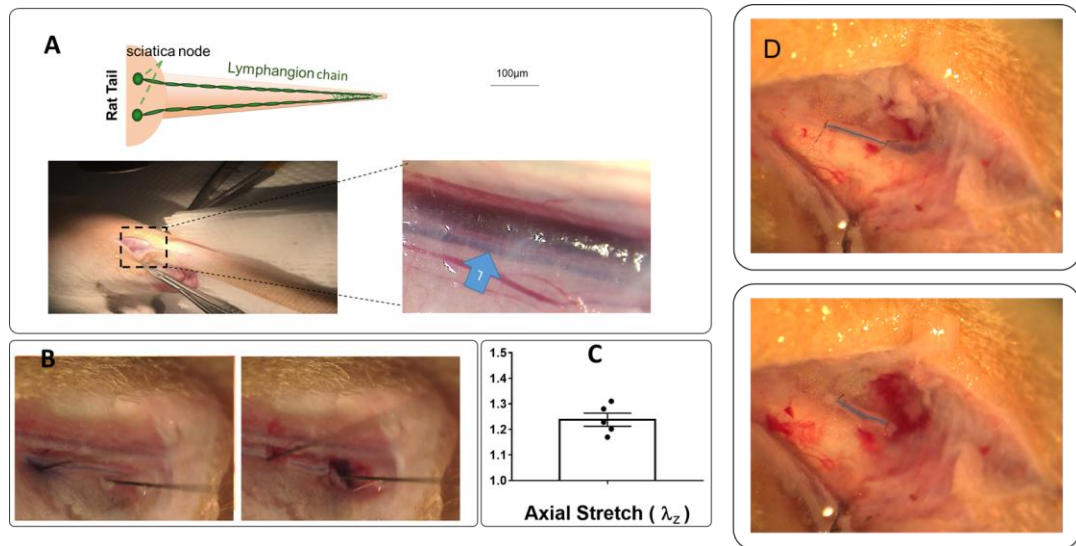 A
sciatica node
Lymphangion chain
Rat Tail
100µm
L
B
C
1.5
1.4
1.3
1.2
1.1
1.0
Axial Stretch ( λz )
D